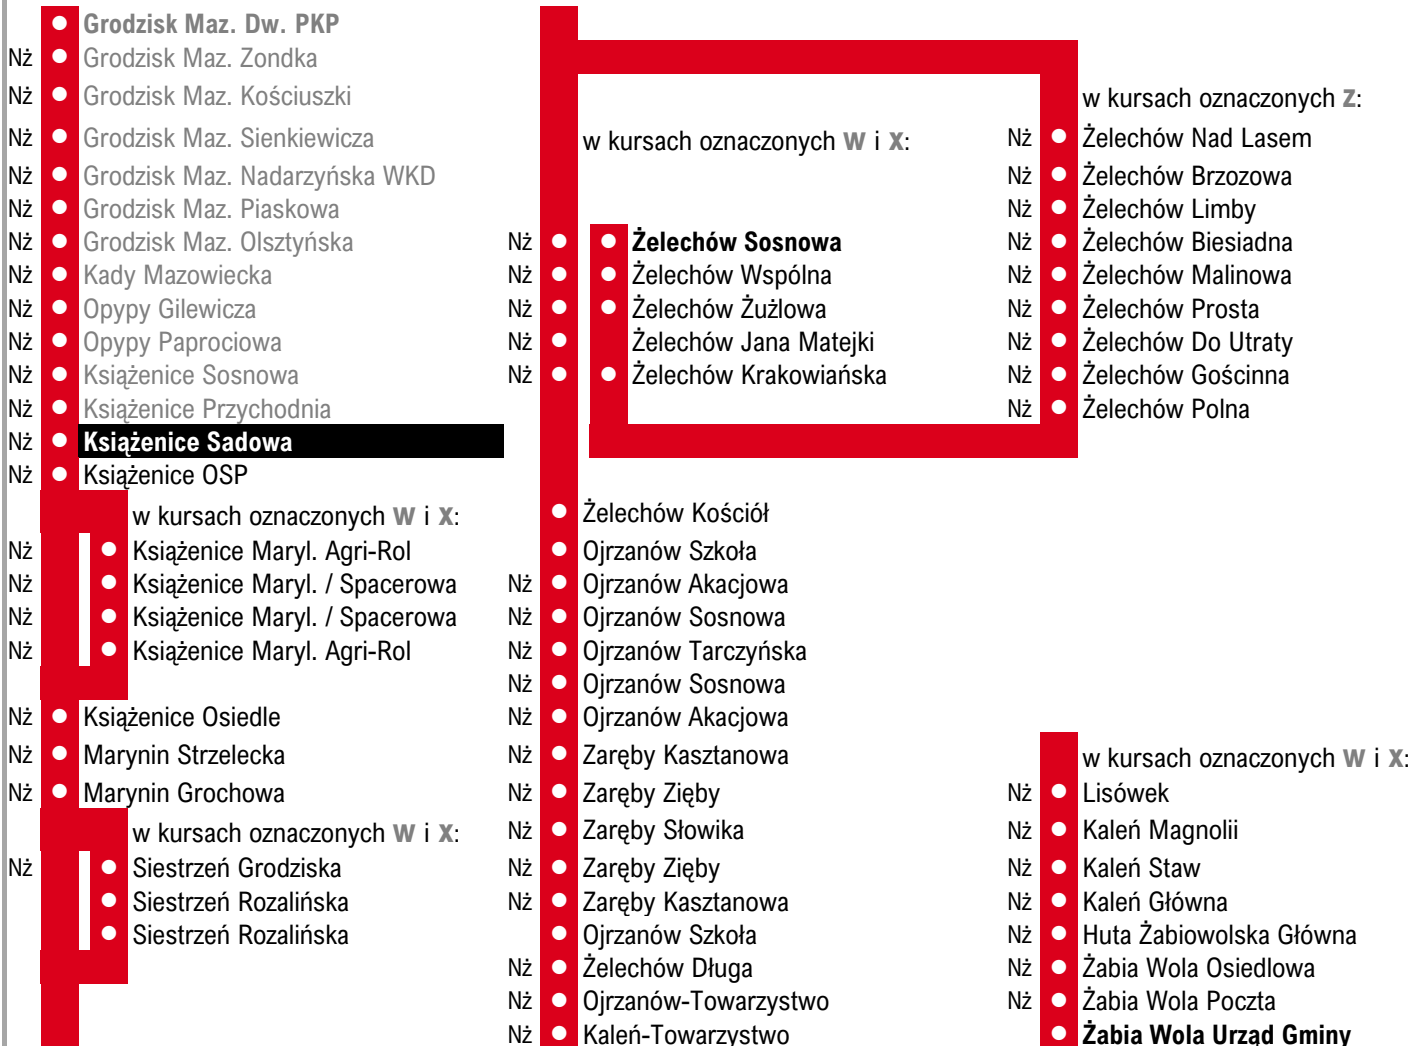 Grodzisk Maz. Dw. PKP
Nż Grodzisk Maz. Zondka
Nż Grodzisk Maz. Kościuszki
Nż Grodzisk Maz. Sienkiewicza
Nż Grodzisk Maz. Nadarzyńska WKD
Nż Grodzisk Maz. Piaskowa
Nż Grodzisk Maz. Olsztyńska
Nż Kady Mazowiecka
Nż Opypy Gilewicza
Nż Opypy Paprociowa
Nż Książenice Sosnowa
Nż Książenice Przychodnia
Nż Książenice Sadowa
Nż Książenice OSP
w kursach oznaczonych W i X:
Nż Książenice Maryl. Agri-Rol
Nż Książenice Maryl. / Spacerowa
Nż Książenice Maryl. / Spacerowa
Nż Książenice Maryl. Agri-Rol
Nż Książenice Osiedle
Nż Marynin Strzelecka
Nż Marynin Grochowa
w kursach oznaczonych W i X:
Nż Siestrzeń Grodziska
Siestrzeń Rozalińska
Siestrzeń Rozalińska
w kursach oznaczonych W i X:
Nż Żelechów Sosnowa
Nż Żelechów Wspólna
Nż Żelechów Żużlowa
Nż Żelechów Jana Matejki
Nż Żelechów Krakowiańska
w kursach oznaczonych Z:
Nż Żelechów Nad Lasem
Nż Żelechów Brzozowa
Nż Żelechów Limby
Nż Żelechów Biesiadna
Nż Żelechów Malinowa
Nż Żelechów Prosta
Nż Żelechów Do Utraty
Nż Żelechów Gościnna
Nż Żelechów Polna
Żelechów Kościół
Ojrzanów Szkoła
Nż Ojrzanów Akacjowa
Nż Ojrzanów Sosnowa
Nż Ojrzanów Tarczyńska
Nż Ojrzanów Sosnowa
Nż Ojrzanów Akacjowa
Nż Zaręby Kasztanowa
Nż Zaręby Zięby
Nż Zaręby Słowika
Nż Zaręby Zięby
Nż Zaręby Kasztanowa
Ojrzanów Szkoła
Nż Żelechów Długa
Nż Ojrzanów-Towarzystwo
Nż Kaleń-Towarzystwo
w kursach oznaczonych W i X:
Nż Lisówek
Nż Kaleń Magnolii
Nż Kaleń Staw
Nż Kaleń Główna
Nż Huta Żabiowolska Główna
Nż Żabia Wola Osiedlowa
Nż Żabia Wola Poczta
Żabia Wola Urząd Gminy